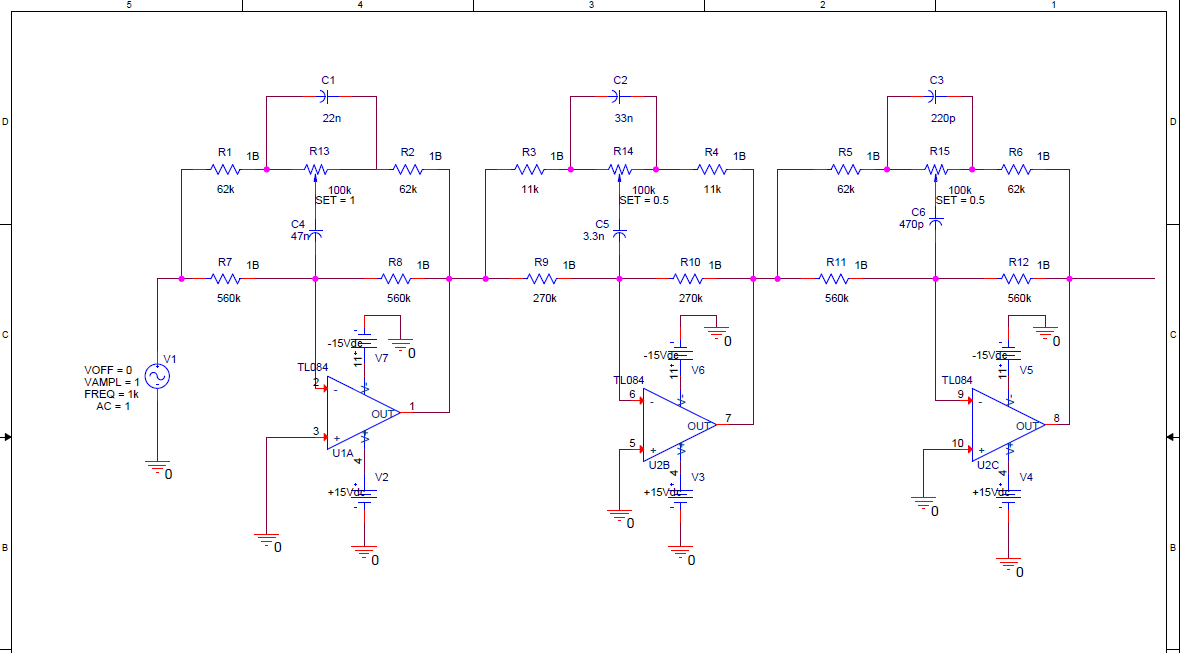 5 4 3 2 1
C1 C2 C3
22n 33n 220p
D D
R1 1B R13 R2 1B R3 1B R14 R4 1B R5 1B R15 R6 1B
62k 100k 62k 11k 100k 11k 62k 100k 62k
SET = 1 SET = 0.5 SET = 0.5
C4 C5 C6
47n 3.3n 470p
R7 1B R8 1B R9 1B R10 1B R11 1B R12 1B
560k 560k 270k 270k 560k 560k
C C
-15Vdc V7 0 -15Vdc V6 0 -15Vdc V5 0
11 11 11
V1
VOFF = 0
VAMPL = 1
FREQ = 1k
AC = 1
0
TL084 TL084 TL084
2 - V- 6 - V- 9 - V-
OUT 1 OUT 7 OUT 8
3 + V+ 5 + V+ 10 + V+
U1A U2B U2C
4 4 4
V2 V3 V4
+15Vdc +15Vdc +15Vdc
0 0 0
B B
0 0 0